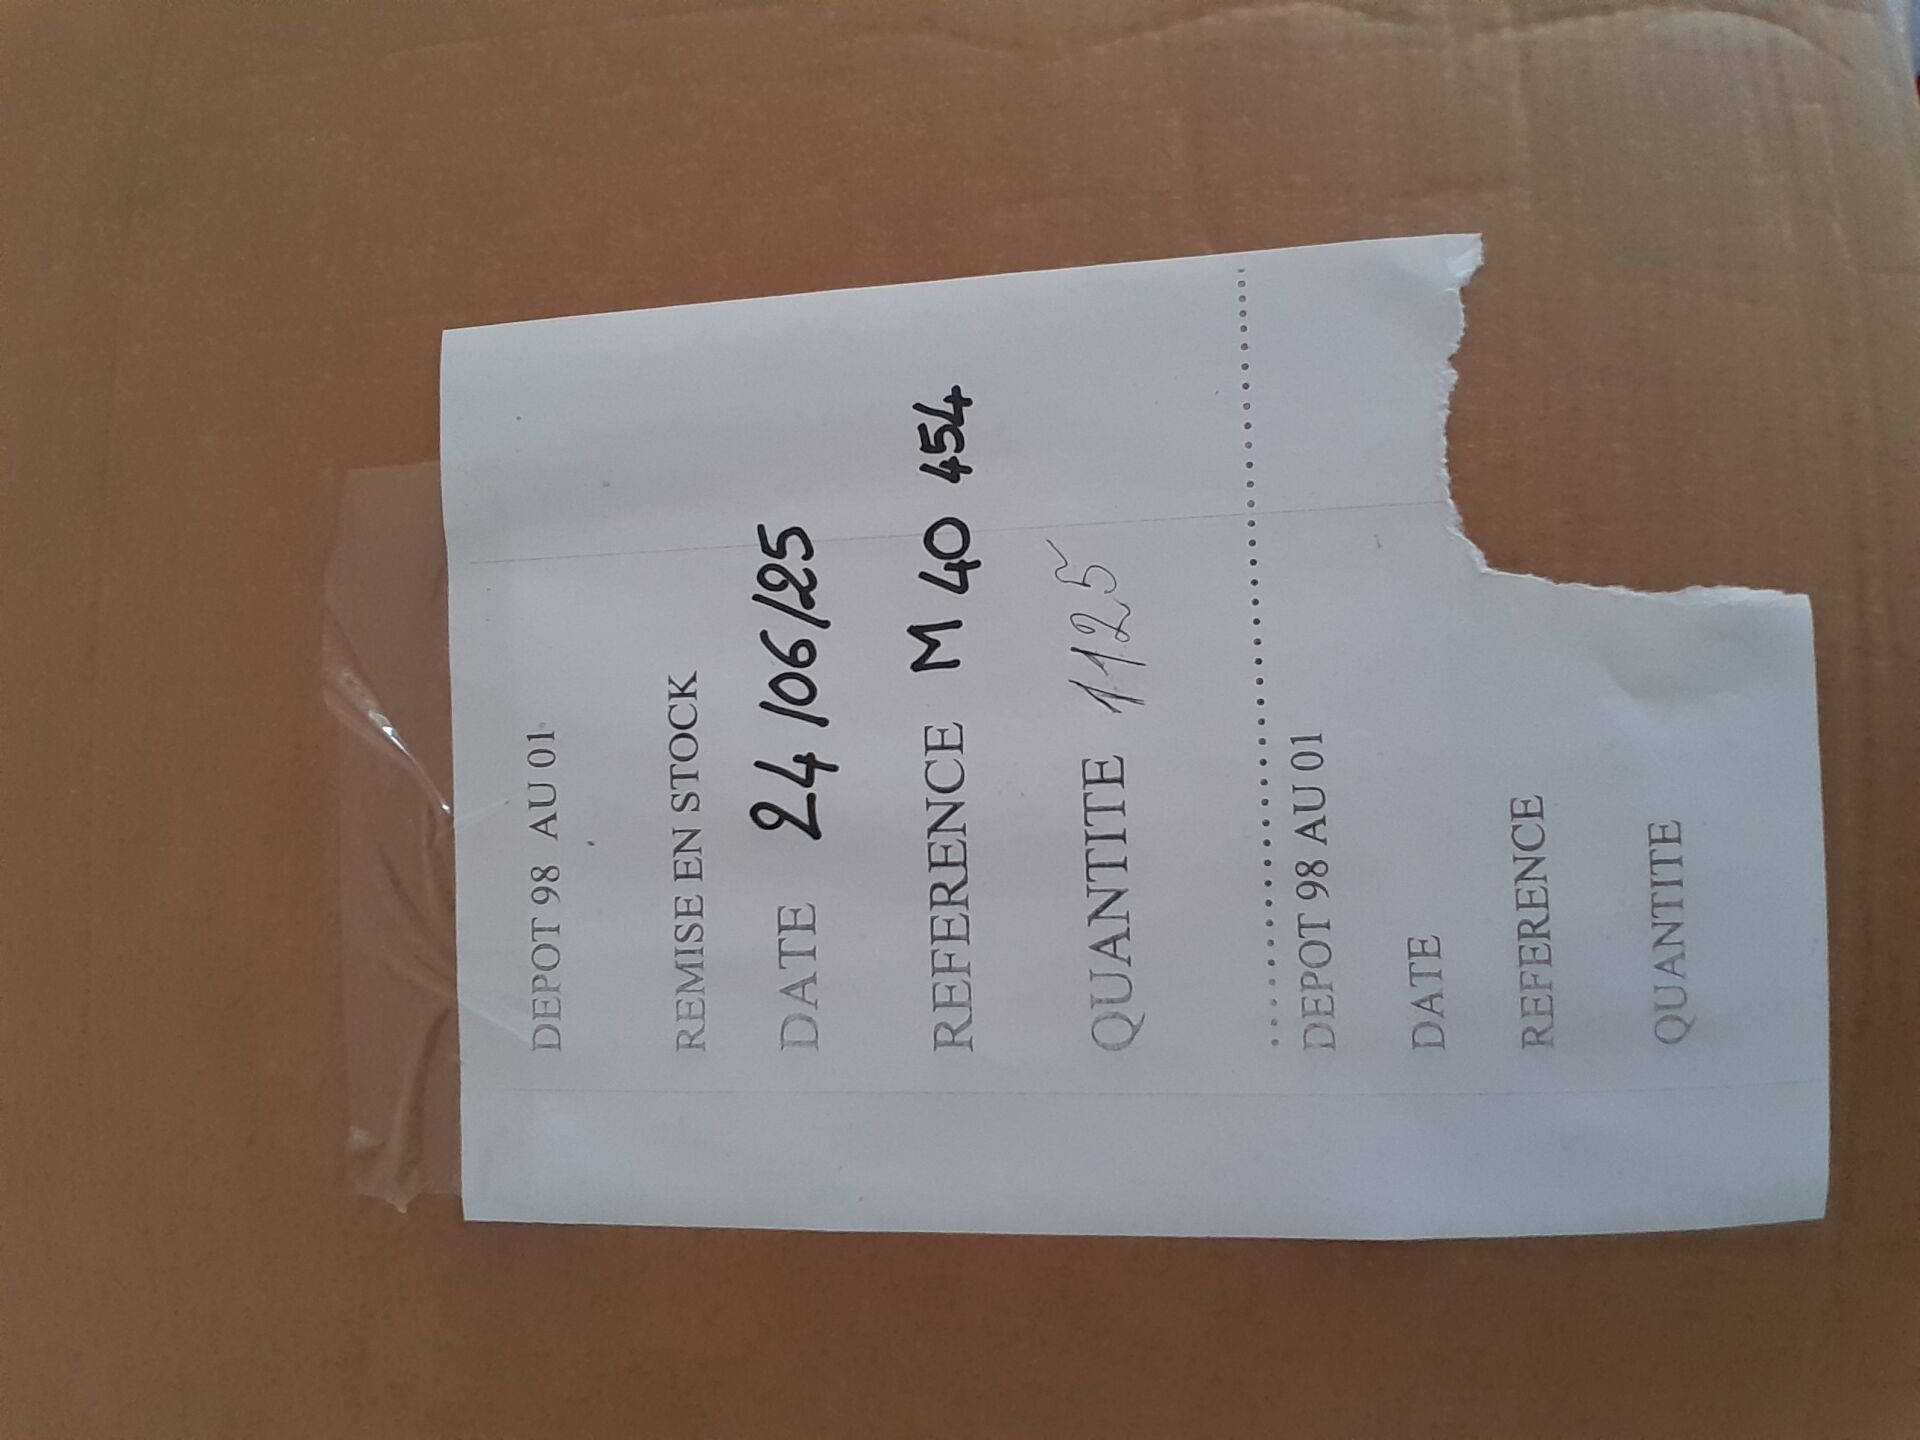 DEPOT 98 AU 01
REMISE EN STOCK
DATE 24/06/25
REFERENCE M 40 454
QUANTITE 1125
................................................
DEPOT 98 AU 01
DATE
REFERENCE
QUANTITE